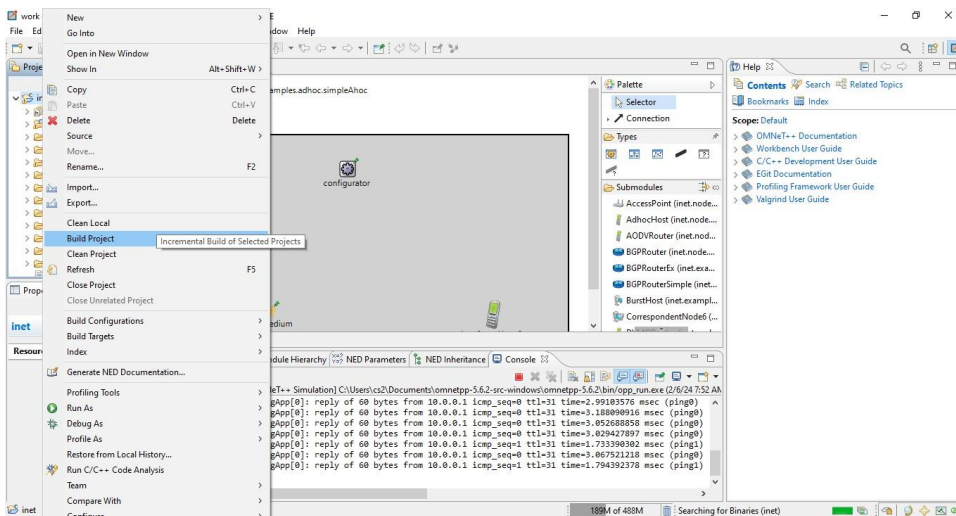 work
E
File Ed
dow Help
New
Go Into
Open in New Window
Show In Alt+Shift+W
Copy Ctrl+C
Paste Ctrl+V
Delete Delete
Source
Move...
Rename... F2
Import...
Export...
Clean Local
Build Project
Incremental Build of Selected Projects
Clean Project
Refresh F5
Close Project
Close Unrelated Project
Build Configurations
Build Targets
Index
Generate NED Documentation...
Profiling Tools
Run As
Debug As
Profile As
Restore from Local History...
Run C/C++ Code Analysis
Team
Compare With
Proje
in
Prope
inet
Resour
inet
amples.adhoc.simpleAhoc
configurator
edium
Palette
Selector
Connection
Types
Submodules
AccessPoint (inet.node...
AdhocHost (inet.node....
AODVRouter (inet.nod...
BGPRouter (inet.node....
BGPRouterEx (inet.exa...
BGPRouterSimple (inet...
BurstHost (inet.exampl...
CorrespondentNode6 (...
Help
Contents Search Related Topics
Bookmarks Index
Scope: Default
OMNeT++ Documentation
Workbench User Guide
C/C++ Development User Guide
EGit Documentation
Profiling Framework User Guide
Valgrind User Guide
dule Hierarchy NED Parameters NED Inheritance Console
eT++ Simulation] C:\Users\cs2\Documents\omnetpp-5.6.2-src-windows\omnetpp-5.6.2\bin/opp_run.exe (2/6/24 7:52 AM
gApp[0]: reply of 60 bytes from 10.0.0.1 icmp_seq=0 ttl=31 time=2.99103576 msec (ping0)
gApp[0]: reply of 60 bytes from 10.0.0.1 icmp_seq=0 ttl=31 time=3.188090916 msec (ping0)
gApp[0]: reply of 60 bytes from 10.0.0.1 icmp_seq=0 ttl=31 time=3.052688858 msec (ping0)
gApp[0]: reply of 60 bytes from 10.0.0.1 icmp_seq=0 ttl=31 time=3.029427897 msec (ping0)
gApp[0]: reply of 60 bytes from 10.0.0.1 icmp_seq=1 ttl=31 time=1.733390302 msec (ping1)
gApp[0]: reply of 60 bytes from 10.0.0.1 icmp_seq=0 ttl=31 time=3.067521218 msec (ping0)
gApp[0]: reply of 60 bytes from 10.0.0.1 icmp_seq=1 ttl=31 time=1.794392378 msec (ping1)
189M of 488M
Searching for Binaries (inet)